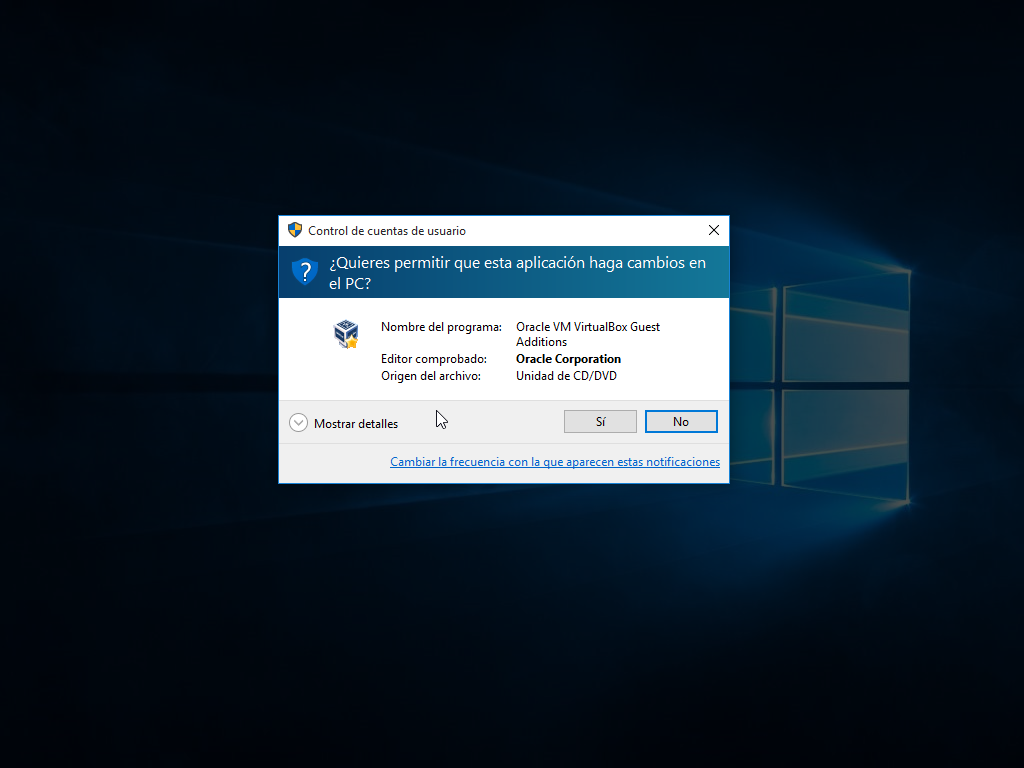 Control de cuentas de usuario
¿Quieres permitir que esta aplicación haga cambios en
el PC?
Nombre del programa: Oracle VM VirtualBox Guest
Additions
Editor comprobado: Oracle Corporation
Origen del archivo: Unidad de CD/DVD
Mostrar detalles Sí No
Cambiar la frecuencia con la que aparecen estas notificaciones